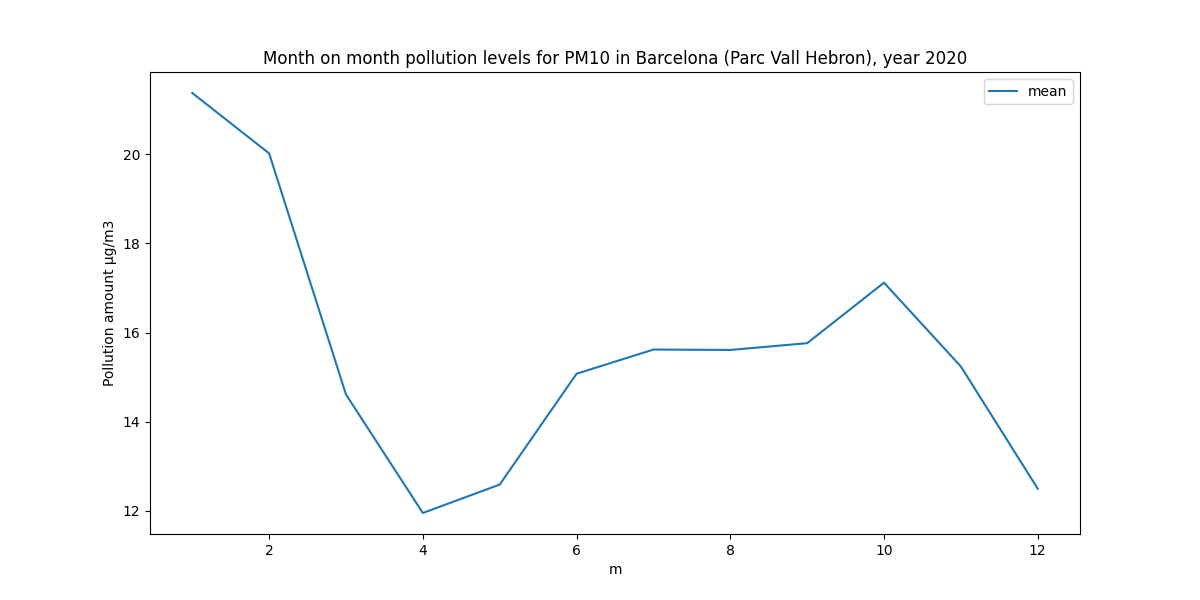 Month on month pollution levels for PM10 in Barcelona (Parc Vall Hebron), year 2020
mean
Pollution amount µg/m3
20
18
16
14
12
2 4 6 8 10 12
m